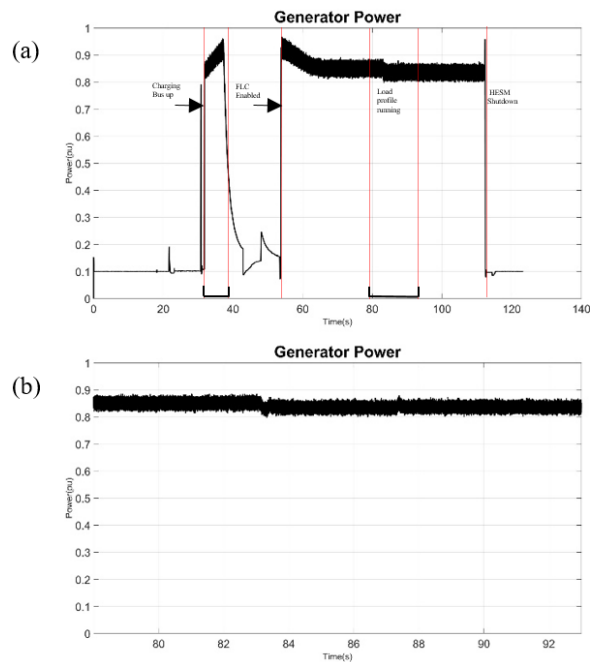 (a)
Generator Power
1
0.9
0.8
0.7
0.6
0.5
0.4
0.3
0.2
0.1
0
Power(pu)
Charging
Bus up
FLC
Enabled
Load
profile
running
HESM
Shutdown
0 20 40 60 80 100 120 140
Time(s)
(b)
Generator Power
1
0.9
0.8
0.7
0.6
0.5
0.4
0.3
0.2
0.1
0
Power(pu)
80 82 84 86 88 90 92
Time(s)